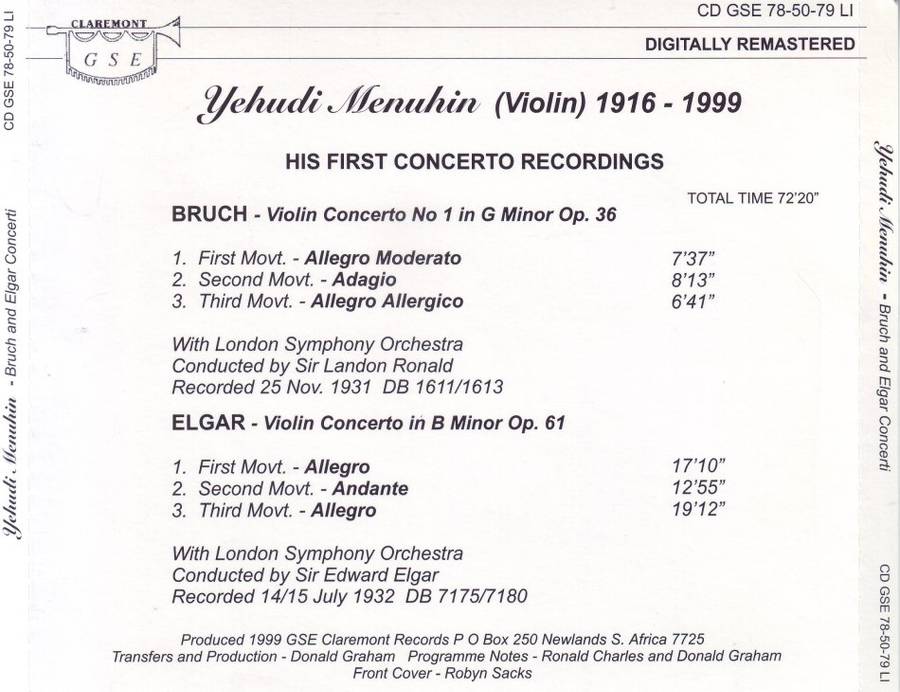 CD GSE 78-50-79 LI
CLAREMONT
GSE
DIGITALLY REMASTERED
Yehudi Menuhin (Violin) 1916 - 1999
HIS FIRST CONCERTO RECORDINGS
TOTAL TIME 72'20"
BRUCH - Violin Concerto No 1 in G Minor Op. 36
1. First Movt. - Allegro Moderato 7'37"
2. Second Movt. - Adagio 8'13"
3. Third Movt. - Allegro Allergico 6'41"
With London Symphony Orchestra
Conducted by Sir Landon Ronald
Recorded 25 Nov. 1931 DB 1611/1613
ELGAR - Violin Concerto in B Minor Op. 61
1. First Movt. - Allegro 17'10"
2. Second Movt. - Andante 12'55"
3. Third Movt. - Allegro 19'12"
With London Symphony Orchestra
Conducted by Sir Edward Elgar
Recorded 14/15 July 1932 DB 7175/7180
Produced 1999 GSE Claremont Records P O Box 250 Newlands S. Africa 7725
Transfers and Production - Donald Graham Programme Notes - Ronald Charles and Donald Graham
Front Cover - Robyn Sacks
Yehudi Menuhin - Bruch and Elgar Concerti CD GSE 78-50-79 LI
Yehudi Menuhin - Bruch and Elgar Concerti CD GSE 78-50-79 LI